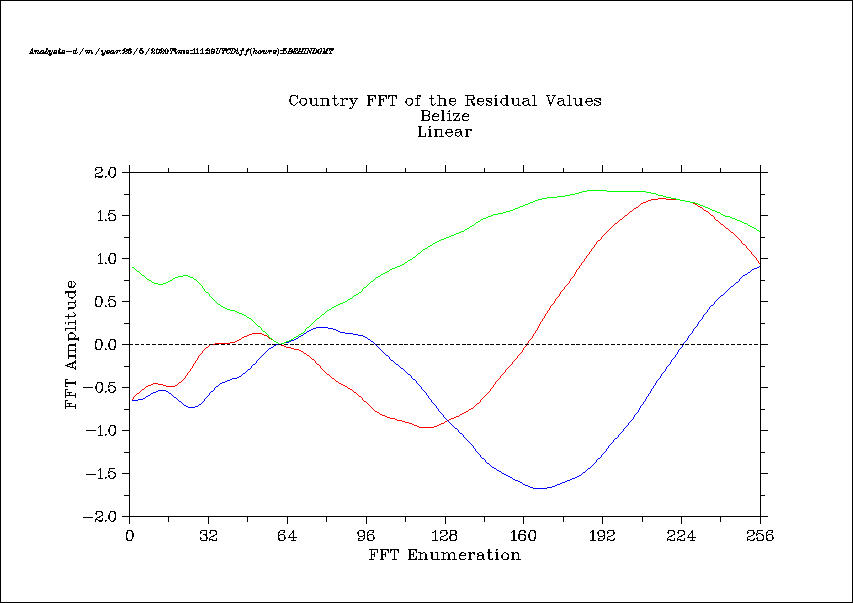 Analysis-d/m/year:
Country FFT of the Residual Values
Belize
Linear
2.0
1.5
1.0
0.5
0.0
−0.5
−1.0
−1.5
−2.0
FFT Amplitude
0 32 64 96 128 160 192 224 256
FFT Enumeration